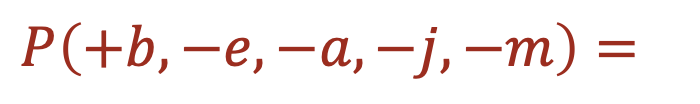 P(+b, −e, −a, −j, −m) =